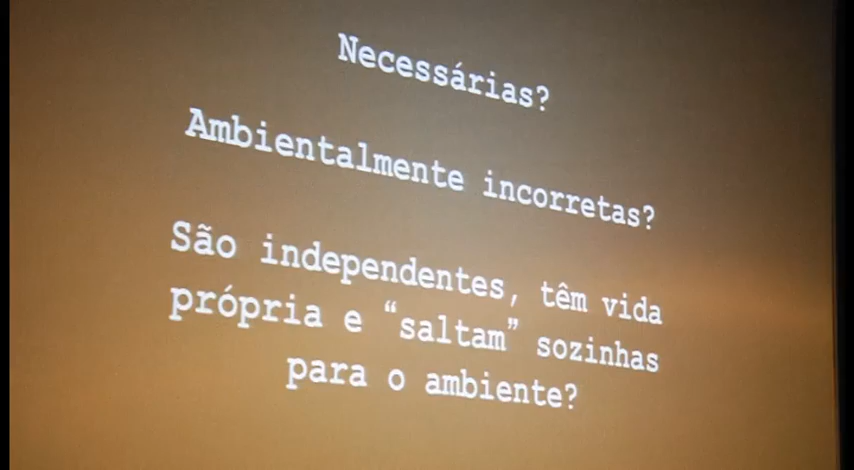 Necessárias?
Ambientalmente incorretas?
São independentes, têm vida
própria e “saltam” sozinhas
para o ambiente?